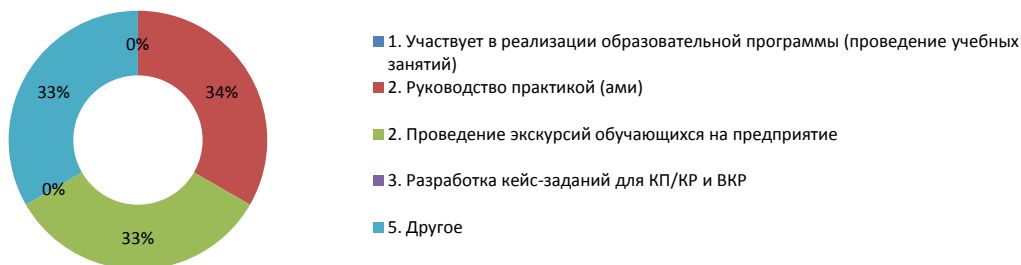 0%
34%
33%
0%
33%
1. Участвует в реализации образовательной программы (проведение учебных
занятий)
2. Руководство практикой (ами)
2. Проведение экскурсий обучающихся на предприятие
3. Разработка кейс-заданий для КП/КР и ВКР
5. Другое